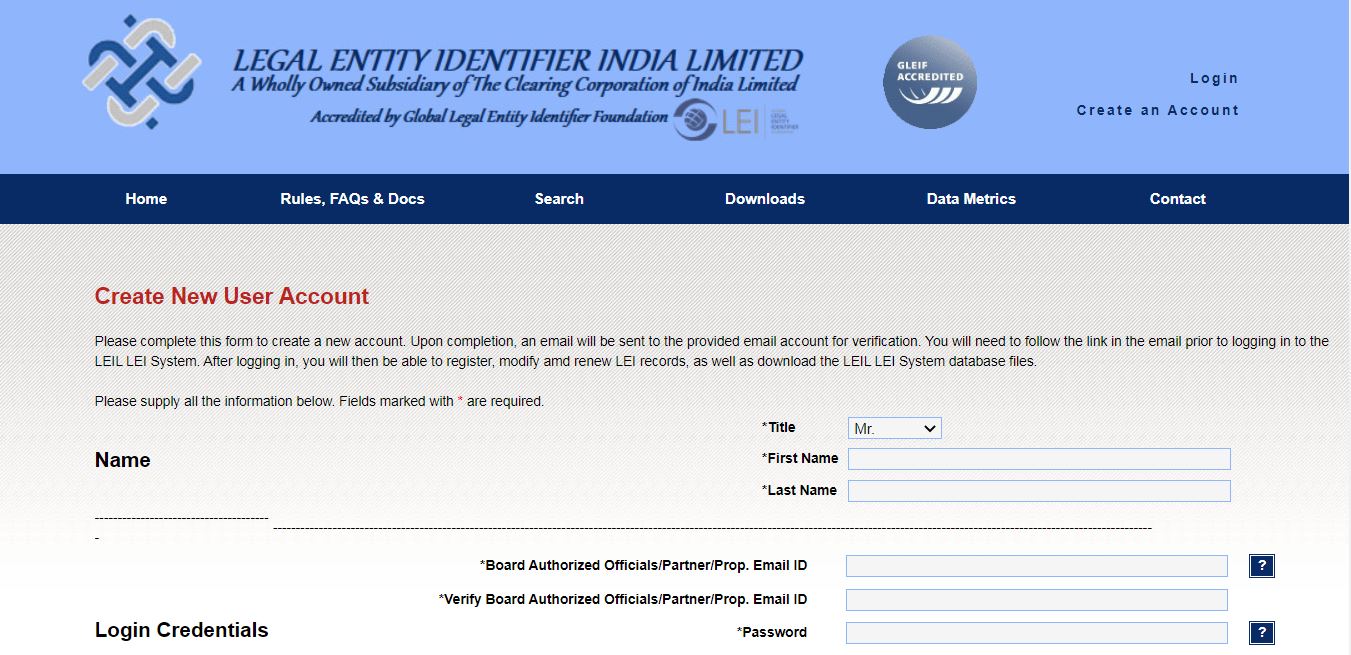 LEGAL ENTITY IDENTIFIER INDIA LIMITED
A Wholly Owned Subsidiary of The Clearing Corporation of India Limited
Accredited by Global Legal Entity Identifier Foundation
LEI
GLEIF
ACCREDITED
Login
Create an Account
Home Rules, FAQs & Docs Search Downloads Data Metrics Contact
Create New User Account
Please complete this form to create a new account. Upon completion, an email will be sent to the provided email account for verification. You will need to follow the link in the email prior to logging in to the
LEIL LEI System. After logging in, you will then be able to register, modify amd renew LEI records, as well as download the LEIL LEI System database files.
Please supply all the information below. Fields marked with * are required.
*Title Mr.
Name
*First Name
*Last Name
*Board Authorized Officials/Partner/Prop. Email ID ?
*Verify Board Authorized Officials/Partner/Prop. Email ID
Login Credentials
*Password ?